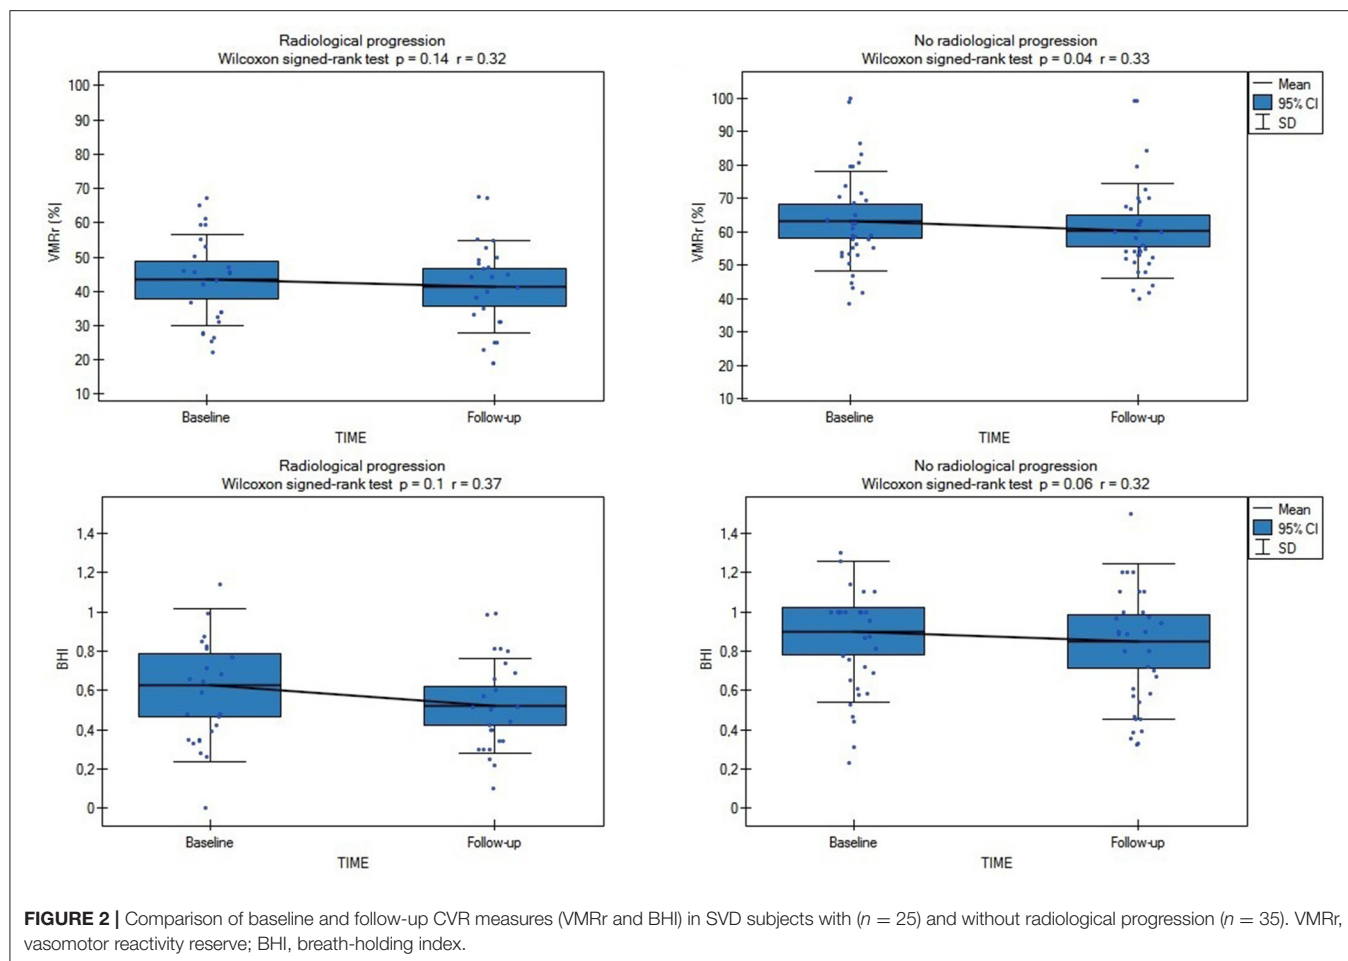 Radiological progression
Wilcoxon signed-rank test p = 0.14 r = 0.32
100
90
80
70
60
50
40
30
20
10
VMRr [%]
Baseline
Follow-up
TIME
No radiological progression
Wilcoxon signed-rank test p = 0.04 r = 0.33
100
90
80
70
60
50
40
30
20
10
VMRr [%]
Baseline
Follow-up
TIME
Mean
95% CI
SD
Radiological progression
Wilcoxon signed-rank test p = 0.1 r = 0.37
1,4
1,2
1
0,8
0,6
0,4
0,2
0
BHI
Baseline
Follow-up
TIME
No radiological progression
Wilcoxon signed-rank test p = 0.06 r = 0.32
1,4
1,2
1
0,8
0,6
0,4
0,2
0
BHI
Baseline
Follow-up
TIME
Mean
95% CI
SD
FIGURE 2 | Comparison of baseline and follow-up CVR measures (VMRr and BHI) in SVD subjects with (n = 25) and without radiological progression (n = 35). VMRr,
vasomotor reactivity reserve; BHI, breath-holding index.